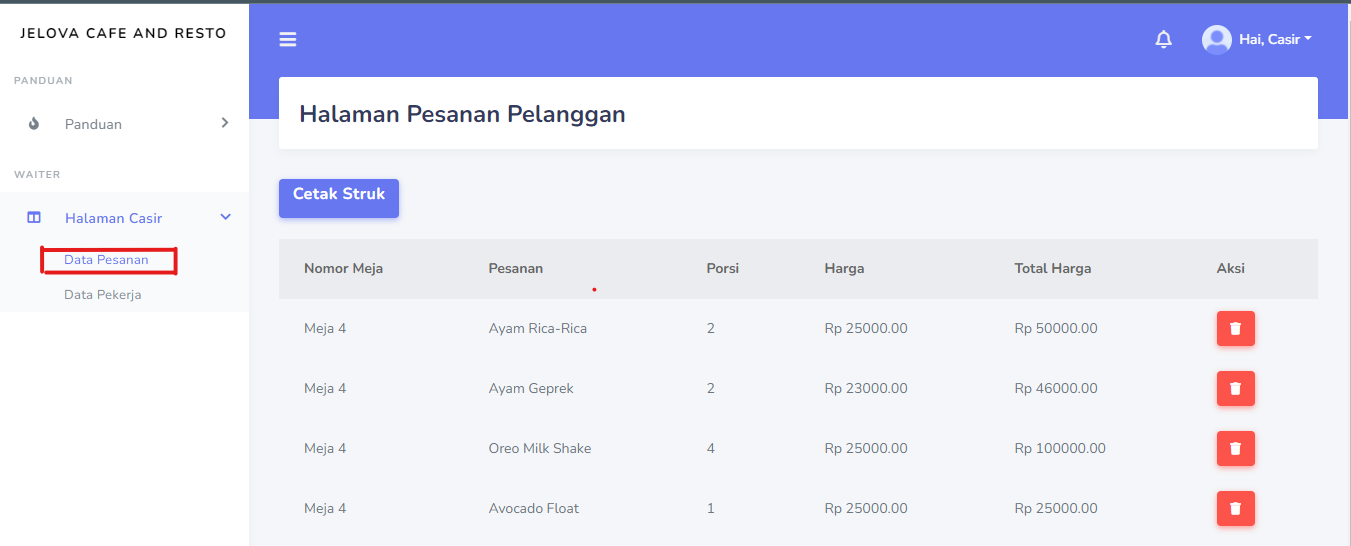 JELOVA CAFE AND RESTO
Hai, Casir
PANDUAN
Panduan
WAITER
Halaman Casir
Data Pesanan
Data Pekerja
Halaman Pesanan Pelanggan
Cetak Struk
Nomor Meja Pesanan Porsi Harga Total Harga Aksi
Meja 4 Ayam Rica-Rica 2 Rp 25000.00 Rp 50000.00
Meja 4 Ayam Geprek 2 Rp 23000.00 Rp 46000.00
Meja 4 Oreo Milk Shake 4 Rp 25000.00 Rp 100000.00
Meja 4 Avocado Float 1 Rp 25000.00 Rp 25000.00